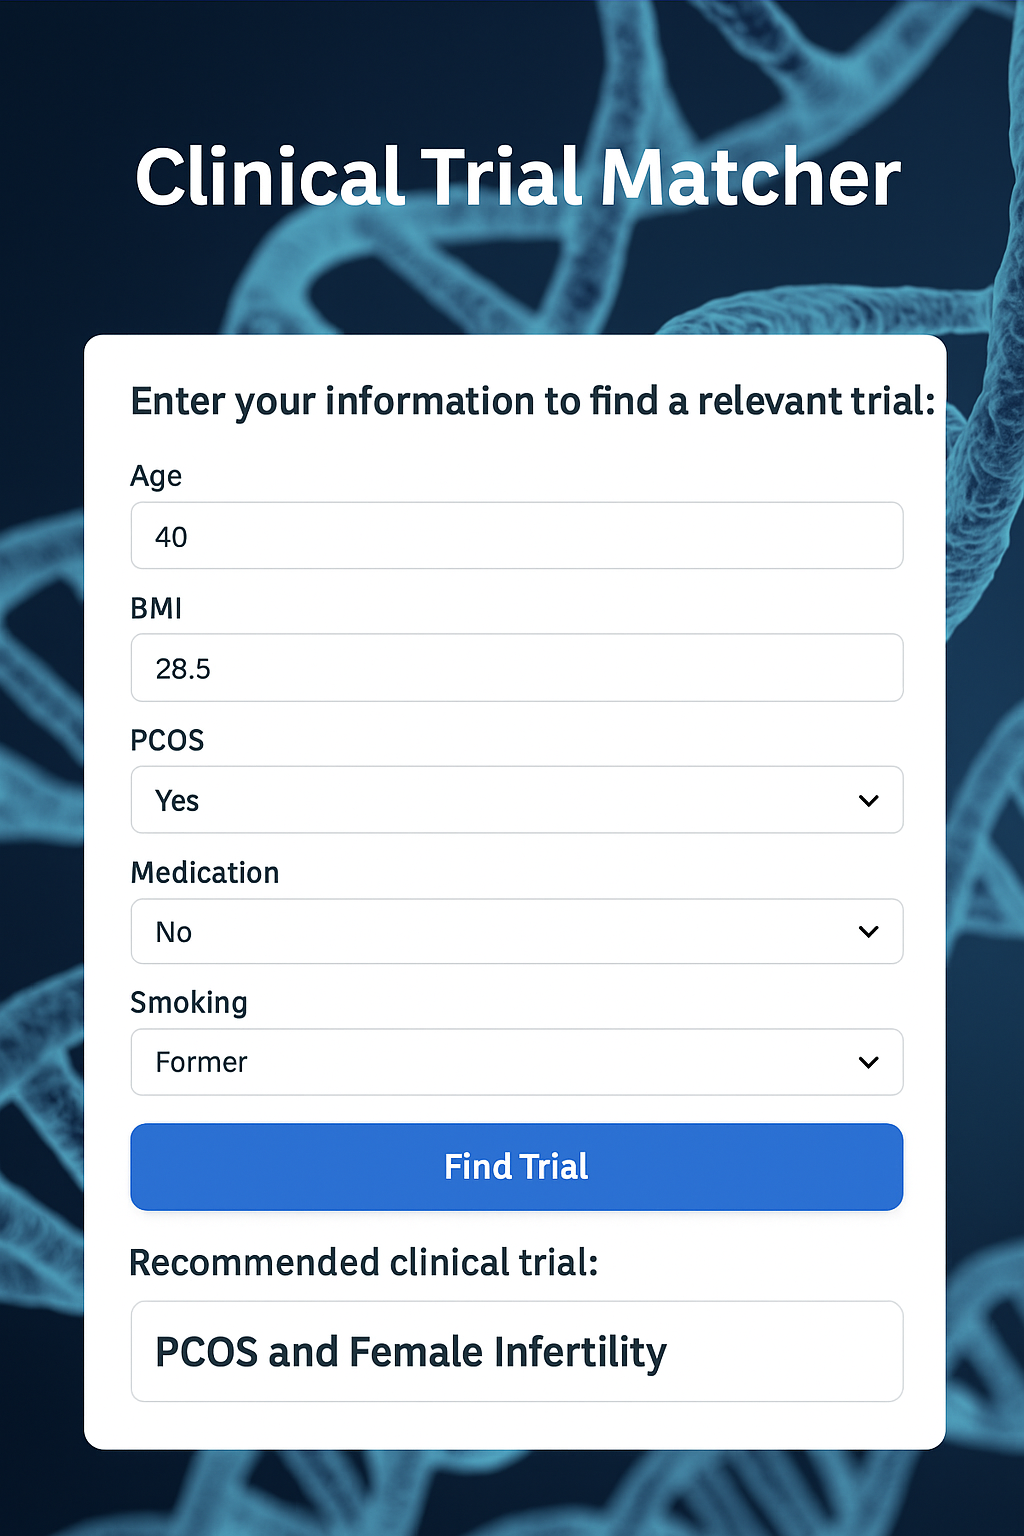 Clinical Trial Matcher
Enter your information to find a relevant trial:
Age
40
BMI
28.5
PCOS
Yes
Medication
No
Smoking
Former
Find Trial
Recommended clinical trial:
PCOS and Female Infertility